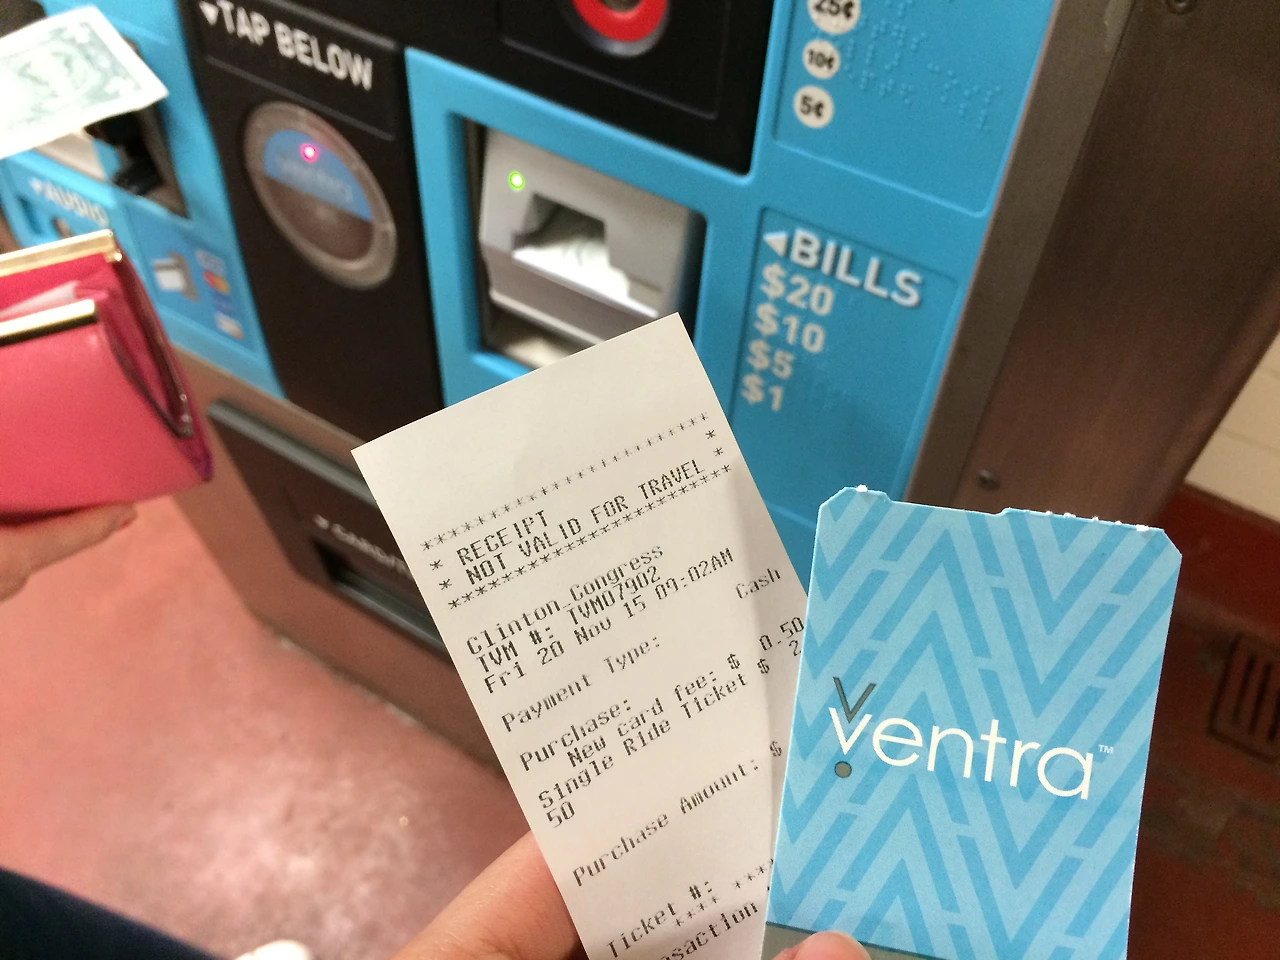 TAP BELOW
25¢
10¢
5¢
AUDIO
BILLS
$20
$10
$5
$1
************************
* RECEIPT *
* NOT VALID FOR TRAVEL *
************************
Clinton_Congress
TVM #: TVM07902
Fri 20 Nov 15 09:02AM
Payment Type: Cash
Purchase:
New card fee: $ 0.50
Single Ride Ticket $ 2
50
Purchase Amount: $
Ticket #:
ventra™